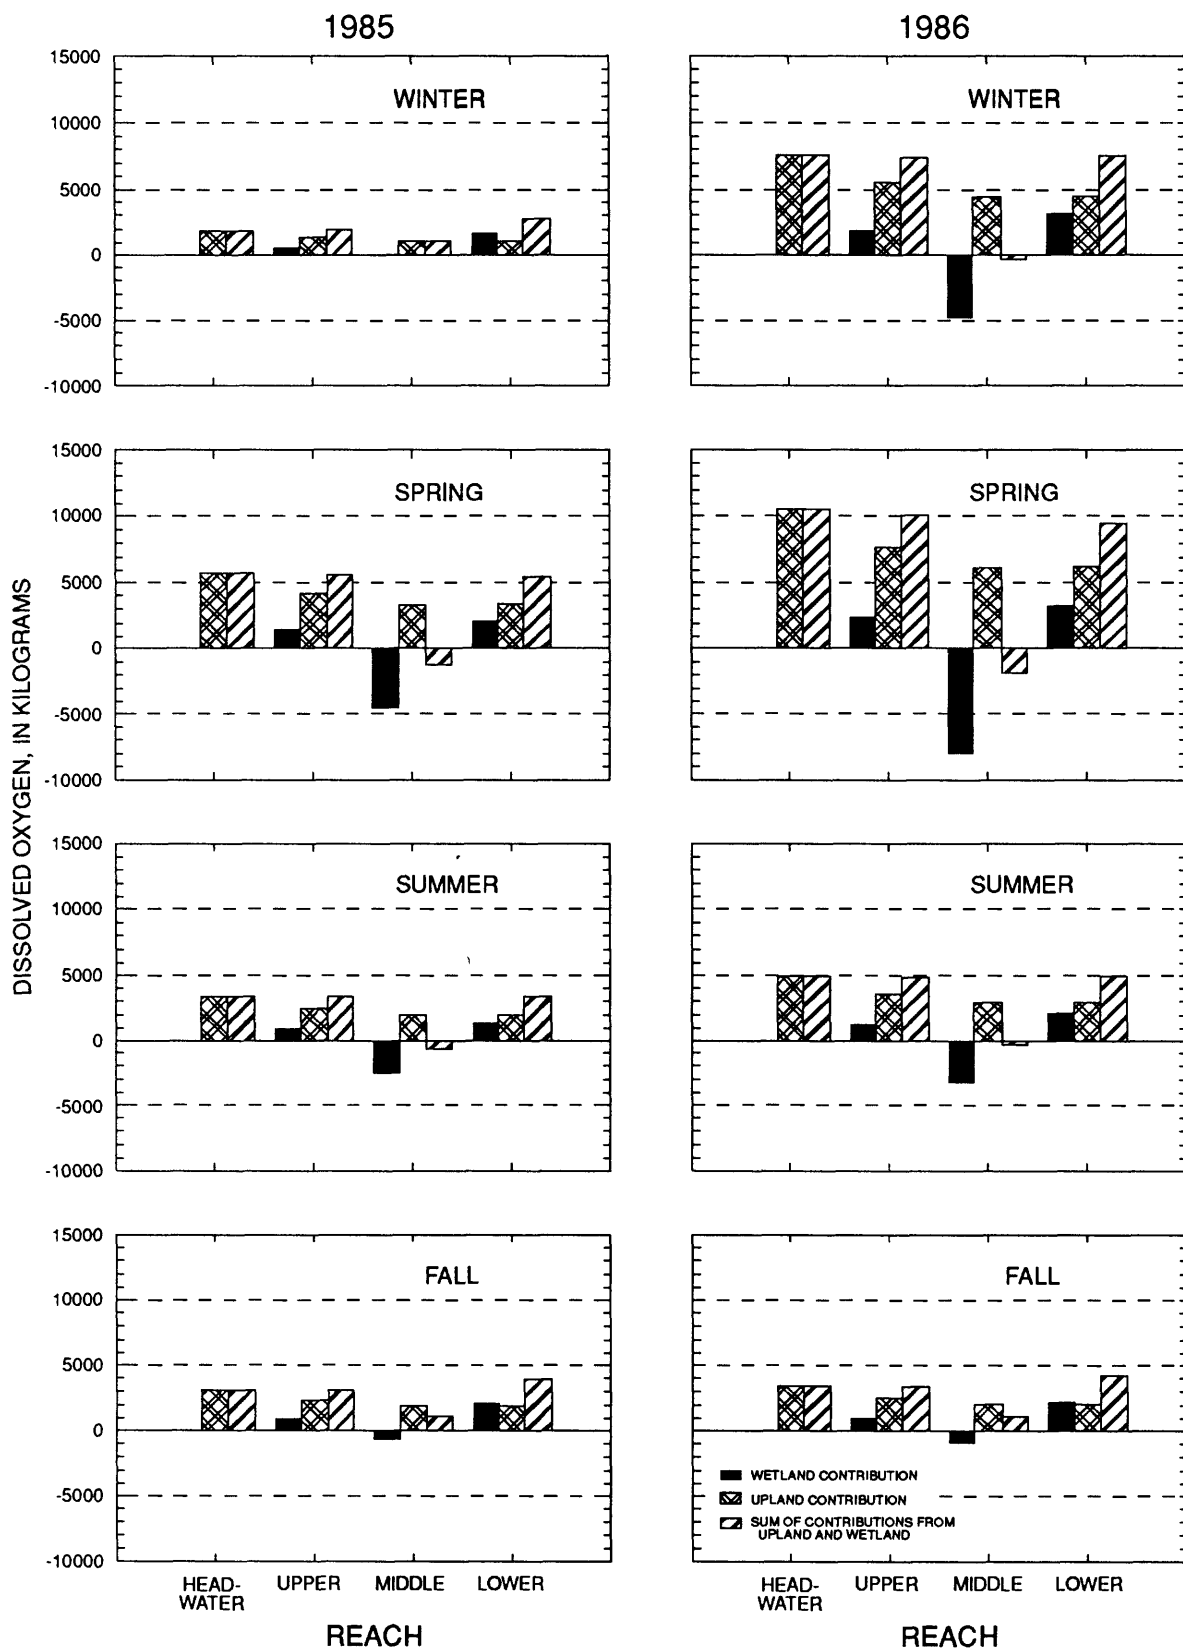 1985
1986
15000
10000
5000
0
-5000
-10000
WINTER
WINTER
15000
10000
5000
0
-5000
-10000
SPRING
SPRING
DISSOLVED OXYGEN, IN KILOGRAMS
15000
10000
5000
0
-5000
-10000
SUMMER
SUMMER
15000
10000
5000
0
-5000
-10000
FALL
FALL
WETLAND CONTRIBUTION
UPLAND CONTRIBUTION
SUM OF CONTRIBUTIONS FROM
UPLAND AND WETLAND
HEAD-
WATER
UPPER
MIDDLE
LOWER
HEAD-
WATER
UPPER
MIDDLE
LOWER
REACH
REACH